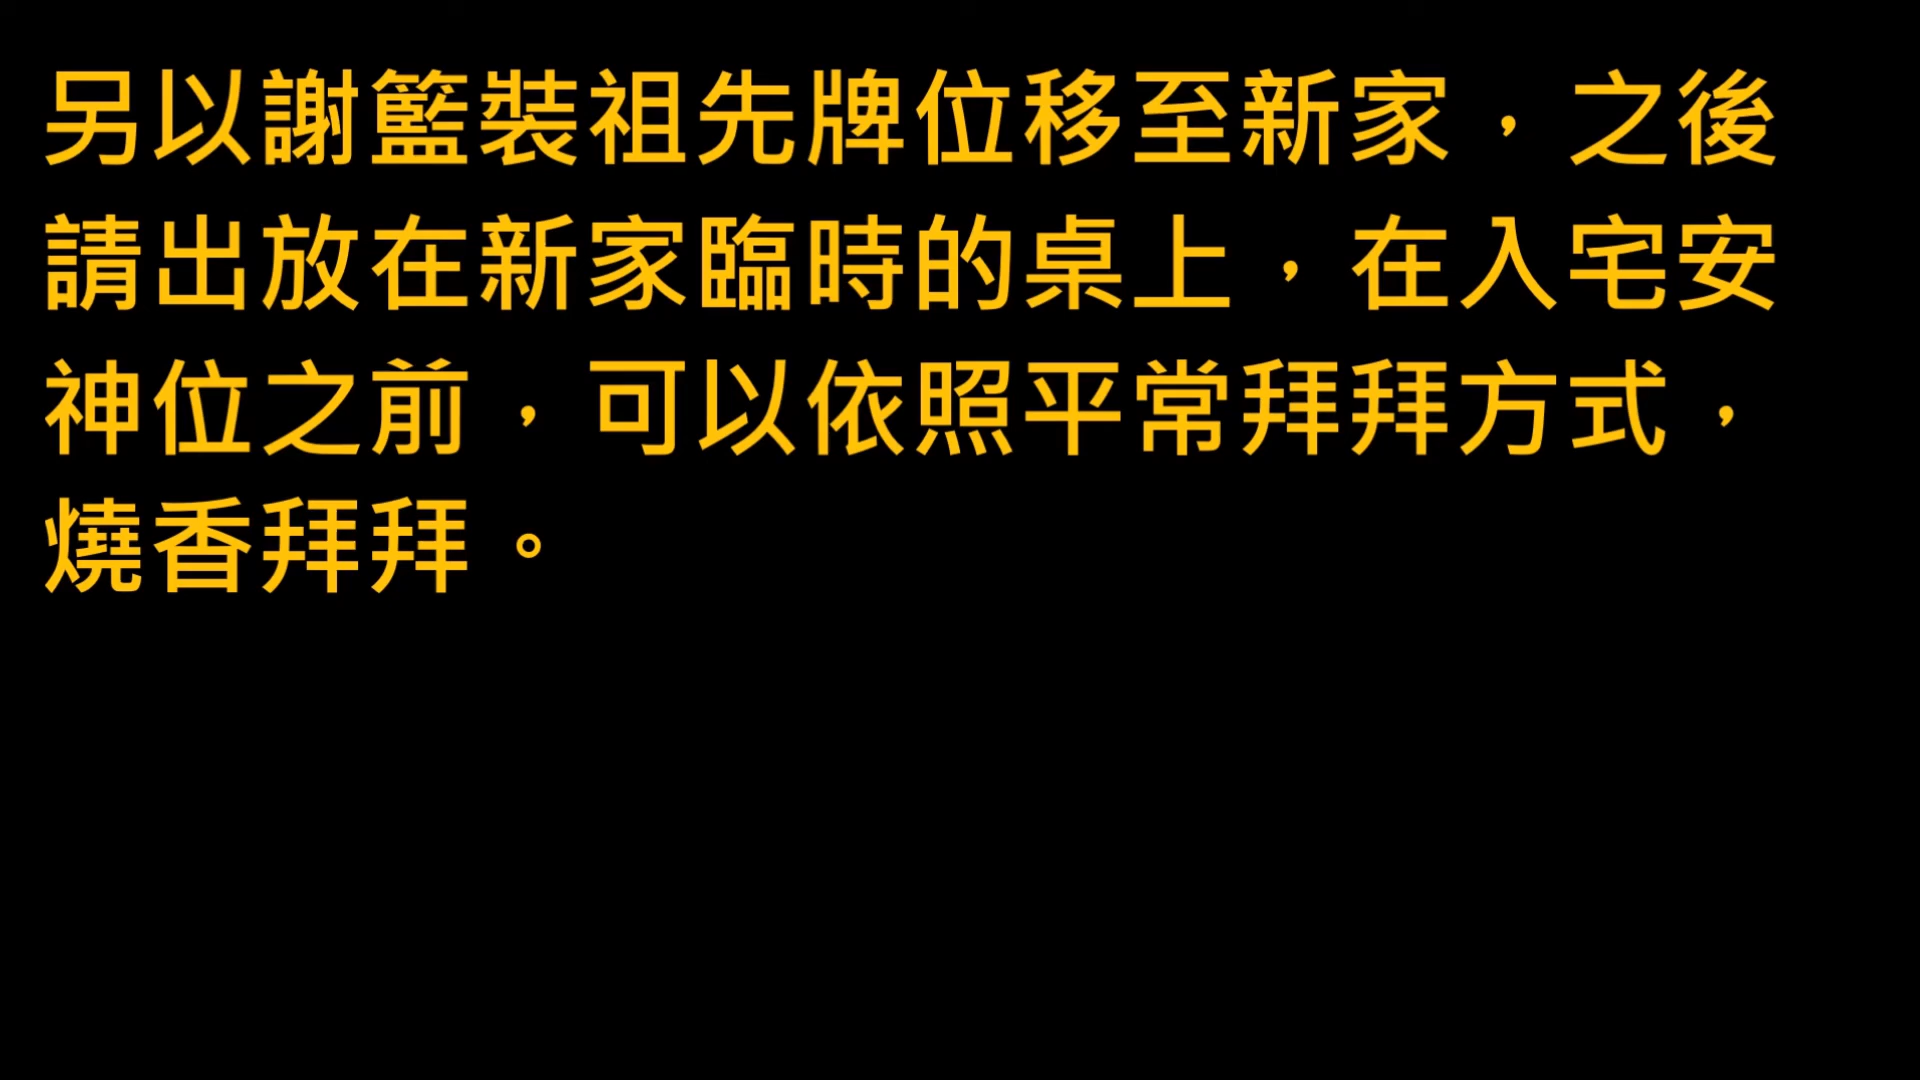 另以謝籃裝祖先牌位移至新家，之後
請出放在新家臨時的桌上，在入宅安
神位之前，可以依照平常拜拜方式，
燒香拜拜。